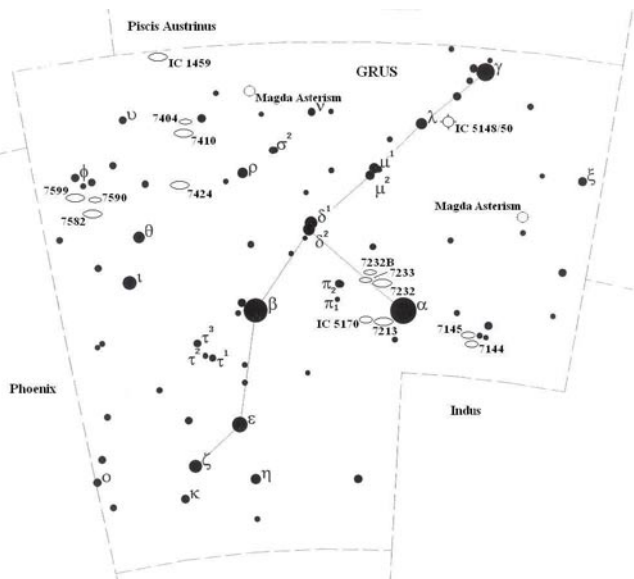 Piscis Austrinus
IC 1459
GRUS
γ
Magda Asterism
ν
λ
IC 5148/50
υ
7404
7410
σ²
μ¹
μ²
ρ
ξ
ϕ
7599
7590
7424
7582
Magda Asterism
θ
δ¹
δ²
7232B
7233
7232
ι
π₂
π₁
β
α
IC 5170
7213
7145
7144
τ³
τ²
τ¹
Phoenix
Indus
ε
ζ
η
ο
κ